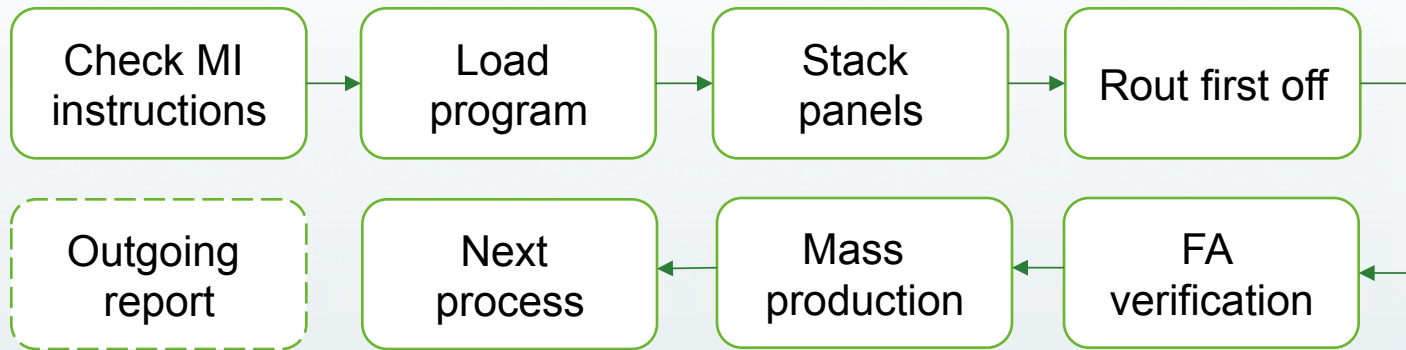 Check MI
instructions
Load
program
Stack
panels
Rout first off
Outgoing
report
Next
process
Mass
production
FA
verification